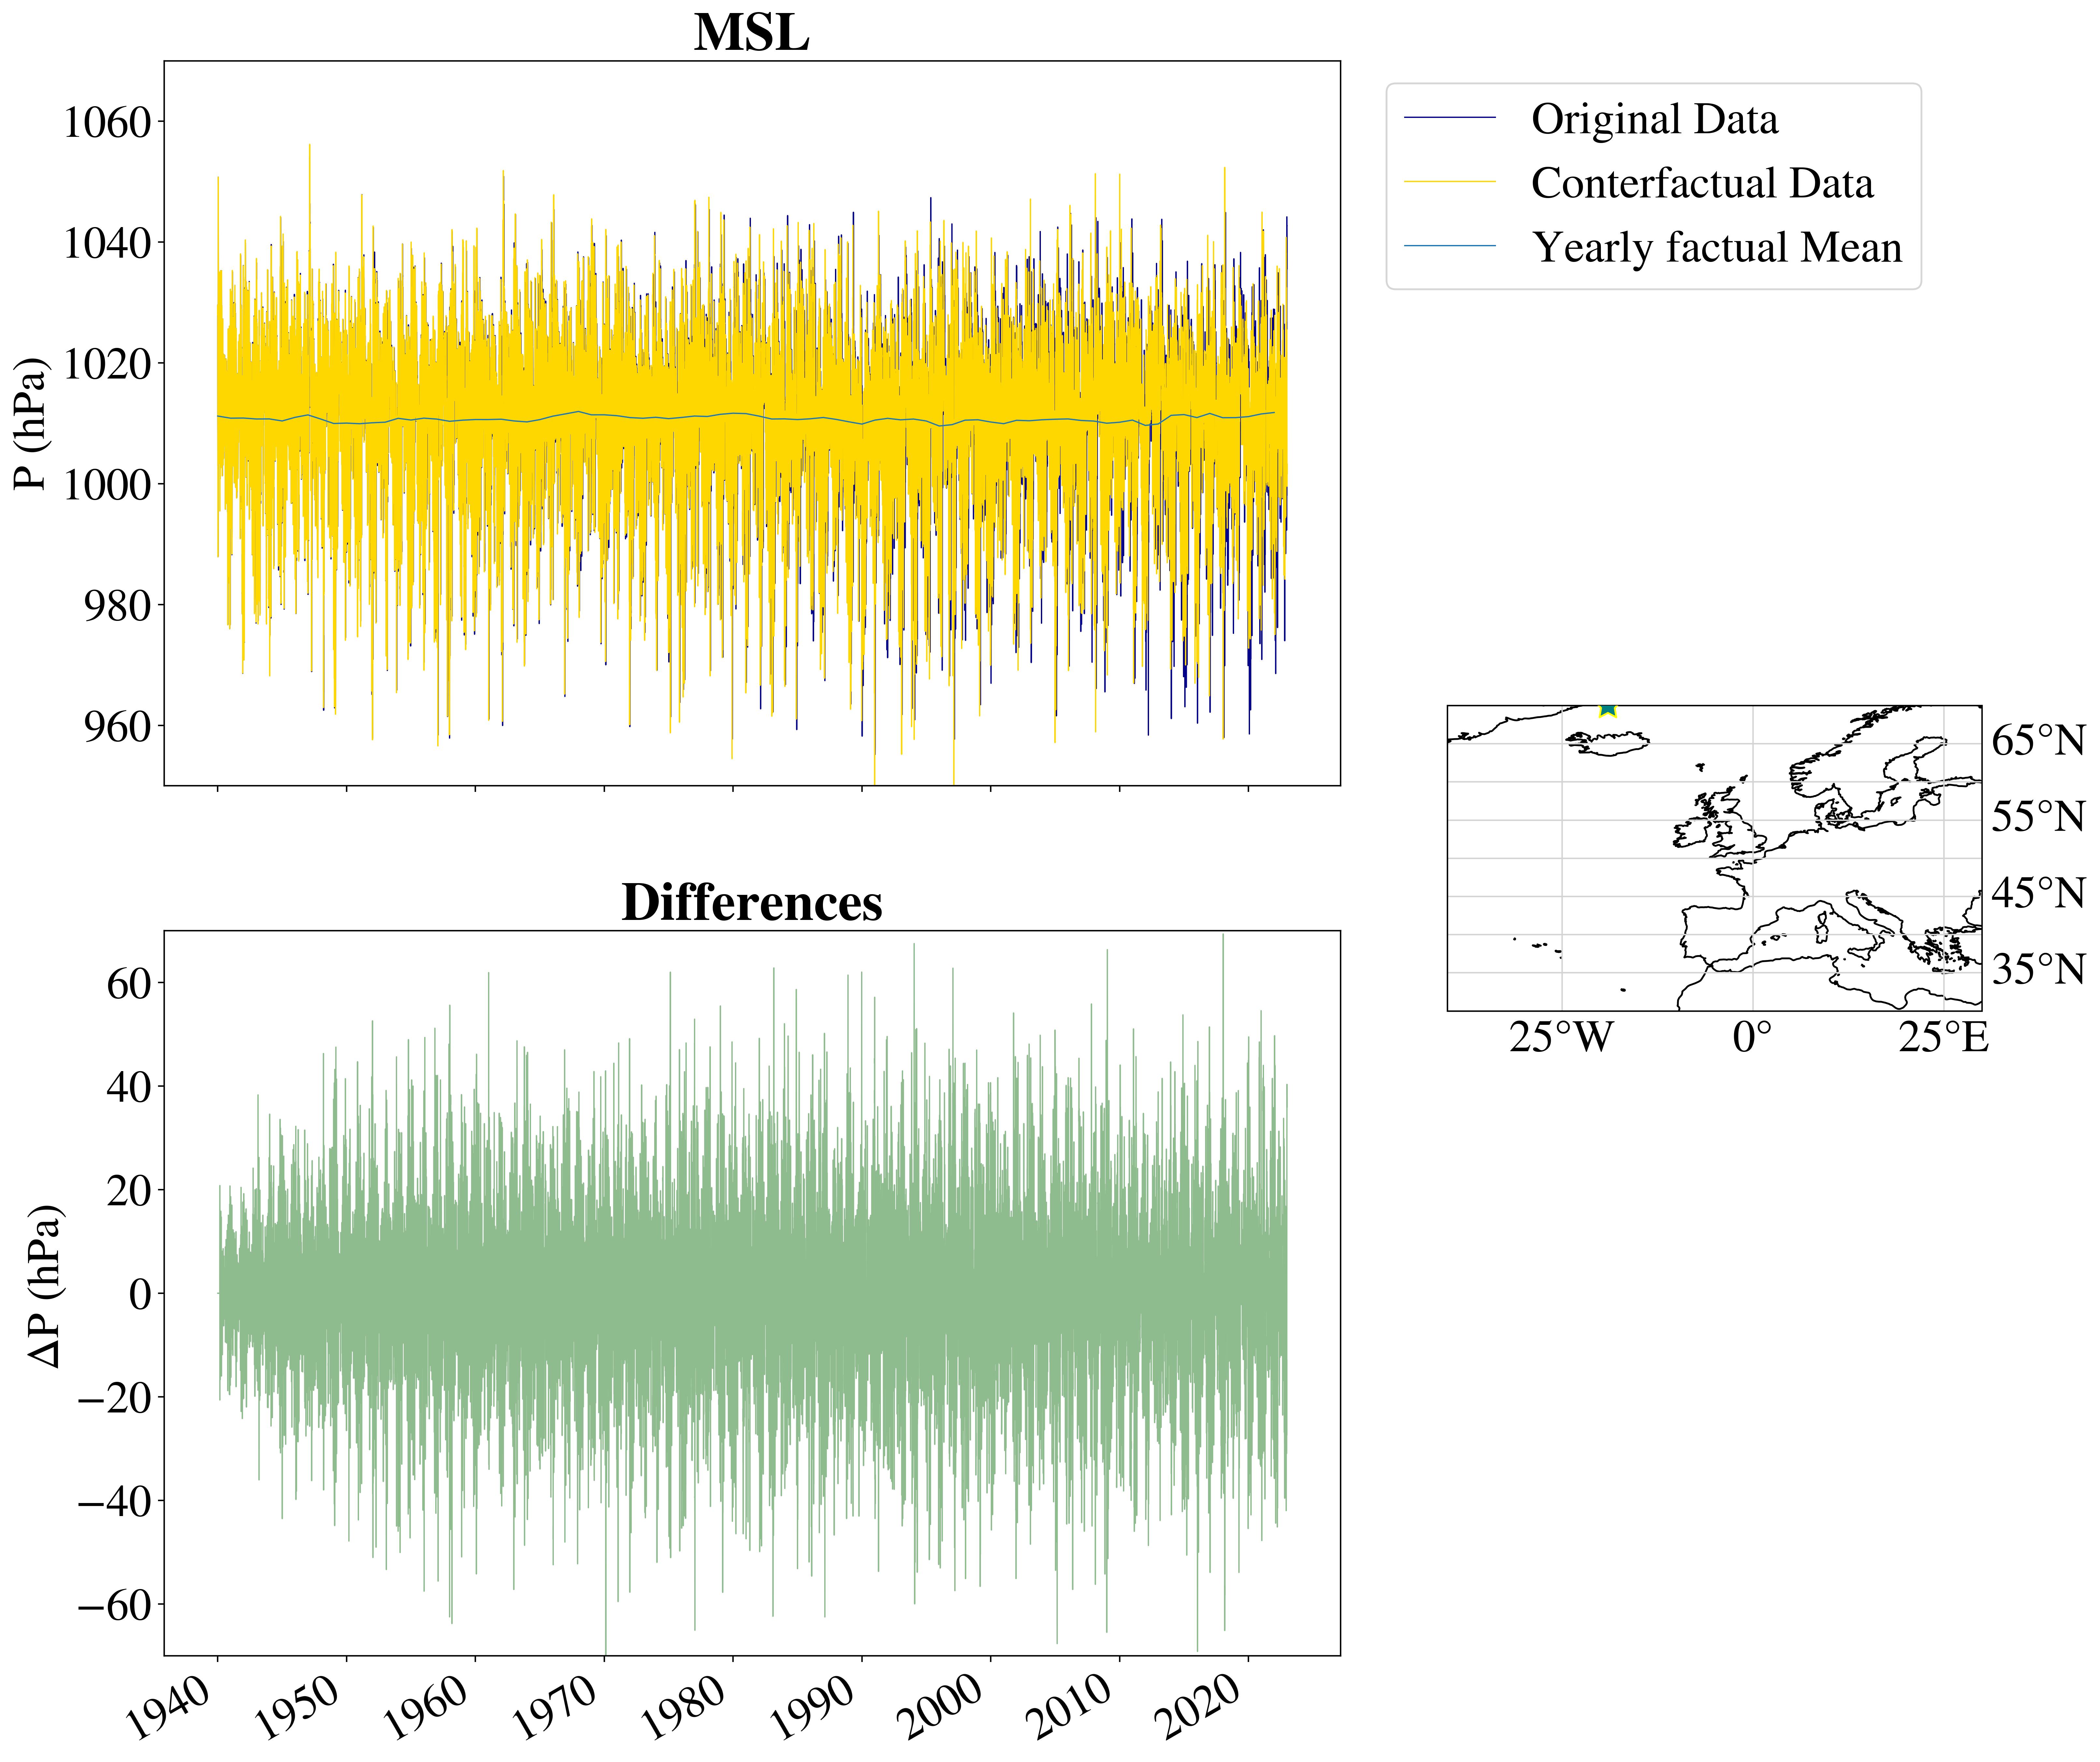 MSL
1060
1040
1020
1000
980
960
P (hPa)
Original Data
Conterfactual Data
Yearly factual Mean
65°N
55°N
45°N
35°N
25°W 0° 25°E
Differences
60
40
20
0
−20
−40
−60
ΔP (hPa)
1940 1950 1960 1970 1980 1990 2000 2010 2020